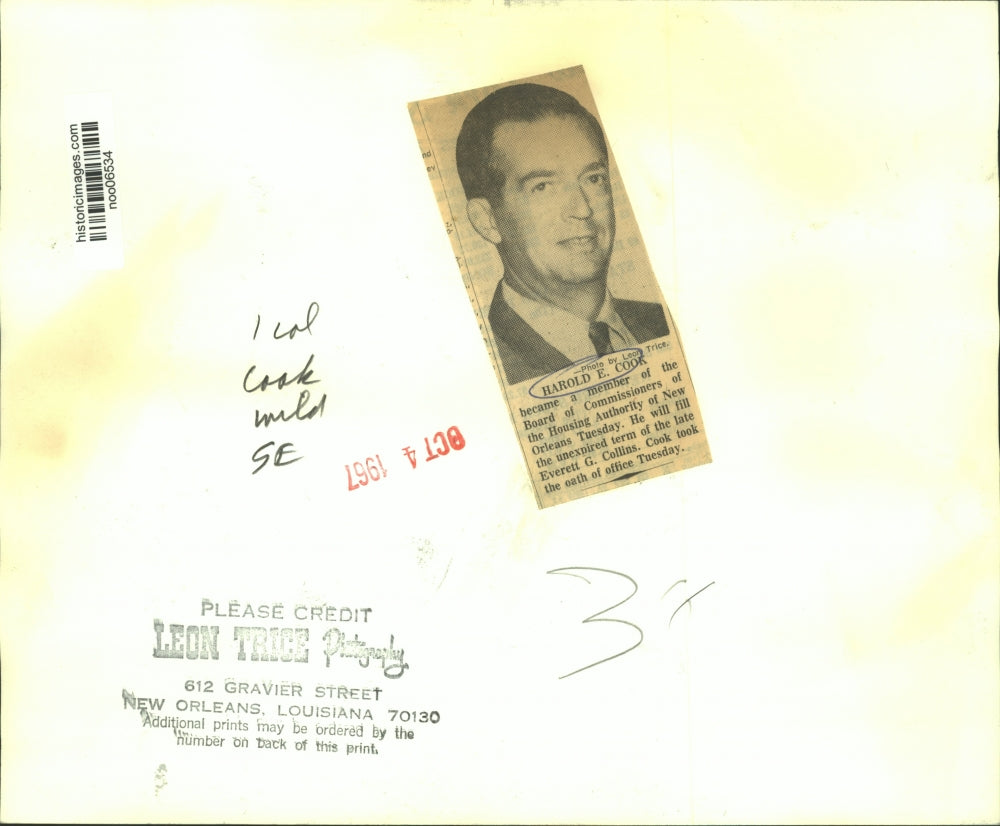 historicimages.com
noo06534
—Photo by Leon Trice.
HAROLD E. COOK
became a member of the
Board of Commissioners of
the Housing Authority of New
Orleans Tuesday. He will fill
the unexpired term of the late
Everett G. Collins. Cook took
the oath of office Tuesday.
1 col
Cook
mild
SE
OCT 4 1967
3
PLEASE CREDIT
LEON TRICE Photography
612 GRAVIER STREET
NEW ORLEANS, LOUISIANA 70130
Additional prints may be ordered by the
number on back of this print.